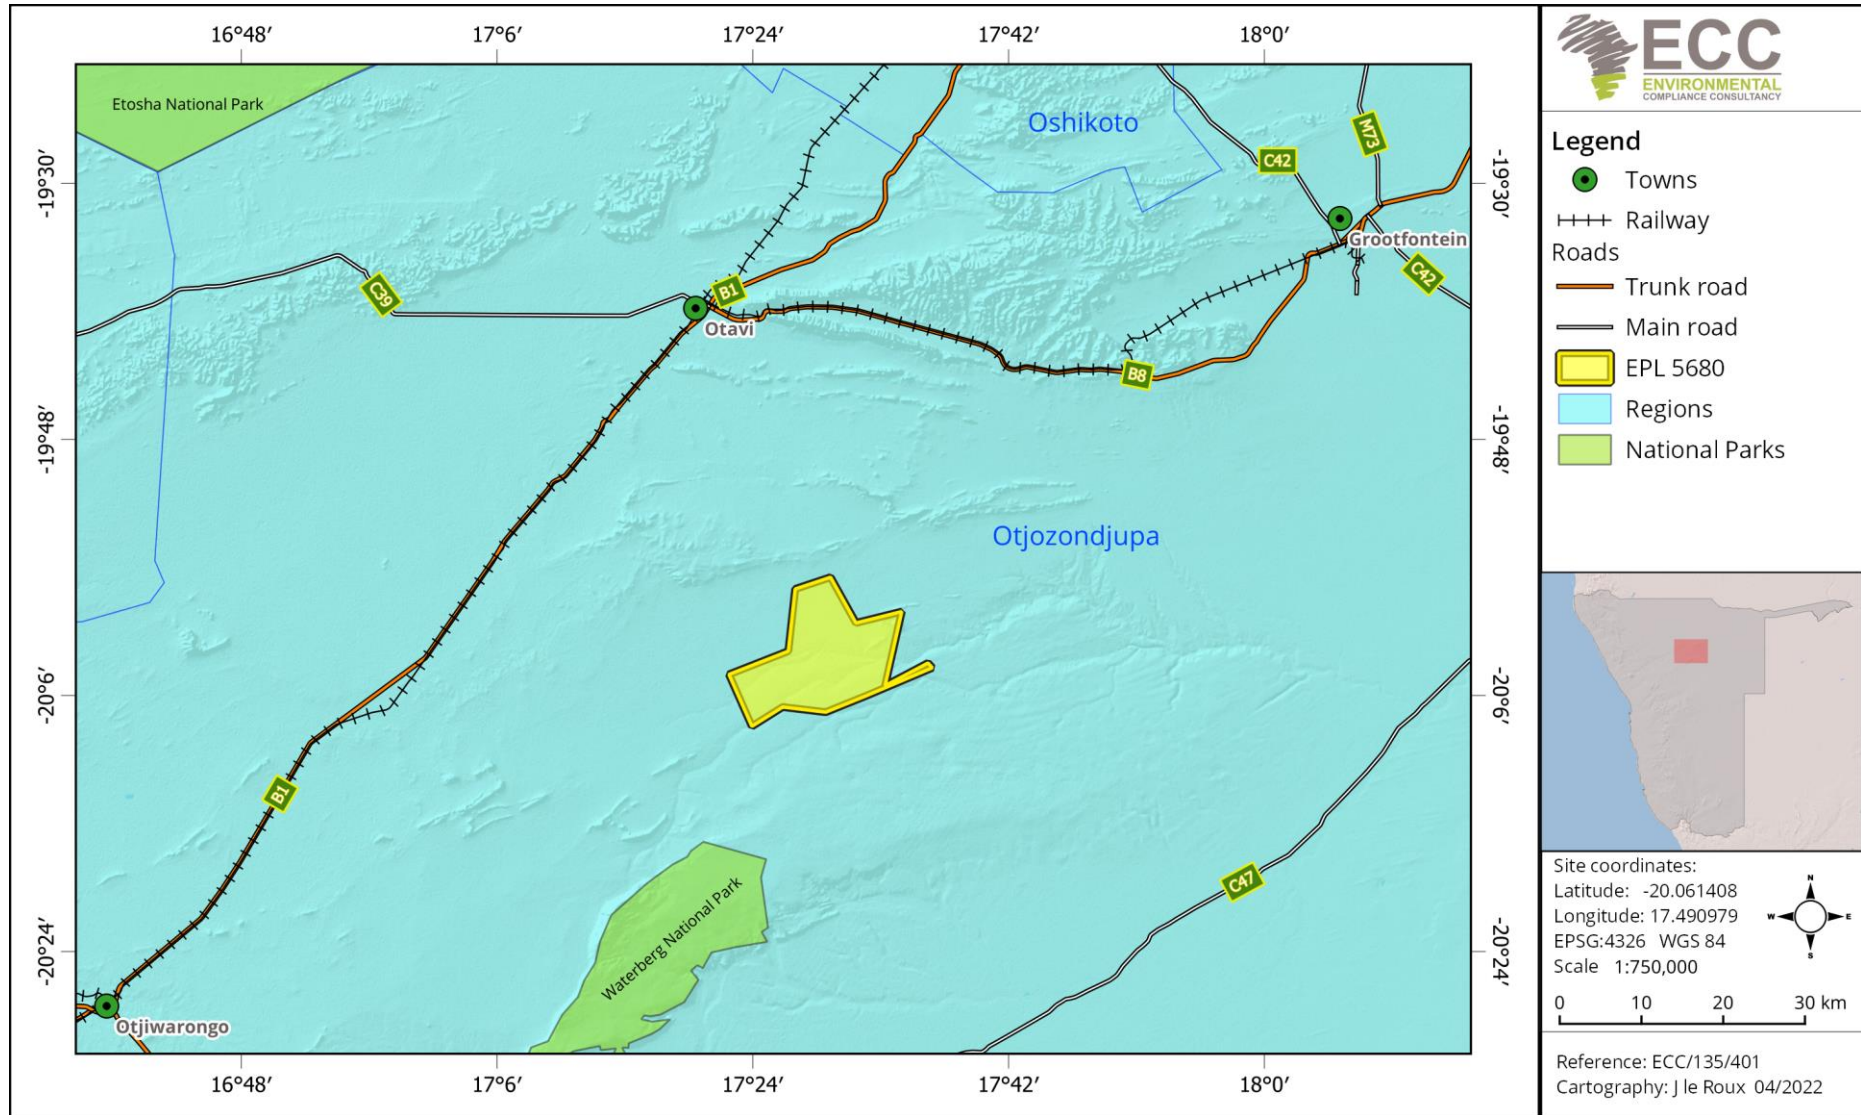 16°48′ 17°6′ 17°24′ 17°42′ 18°0′
Etosha National Park
Oshikoto
C42
M73
-19°30′ -19°30′
Grootfontein
C42
C39
B1
Otavi
B8
-19°48′ -19°48′
Otjozondjupa
-20°6′ -20°6′
B1
C47
Waterberg National Park
-20°24′ -20°24′
Otjiwarongo
16°48′ 17°6′ 17°24′ 17°42′ 18°0′
ECC
ENVIRONMENTAL
COMPLIANCE CONSULTANCY
Legend
Towns
Railway
Roads
Trunk road
Main road
EPL 5680
Regions
National Parks
Site coordinates:
Latitude: -20.061408
Longitude: 17.490979
EPSG:4326 WGS 84
Scale 1:750,000
N
W E
S
0 10 20 30 km
Reference: ECC/135/401
Cartography: J le Roux 04/2022